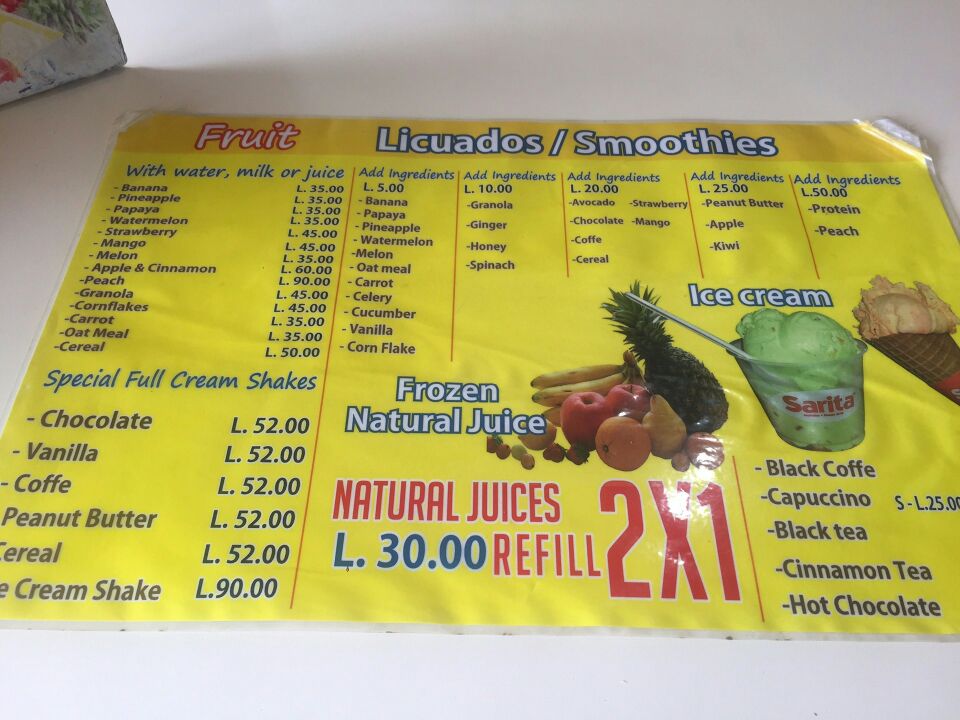 Fruit
Licuados / Smoothies
With water, milk or juice
- Banana L. 35.00
- Pineapple L. 35.00
- Papaya L. 35.00
- Watermelon L. 35.00
- Strawberry L. 45.00
- Mango L. 45.00
- Melon L. 35.00
- Apple & Cinnamon L. 60.00
-Peach L. 90.00
-Granola L. 45.00
-Cornflakes L. 45.00
-Carrot L. 35.00
-Oat Meal L. 35.00
-Cereal L. 50.00
Special Full Cream Shakes
- Chocolate L. 52.00
- Vanilla L. 52.00
- Coffe L. 52.00
Peanut Butter L. 52.00
Cereal L. 52.00
e Cream Shake L.90.00
Add Ingredients
L. 5.00
- Banana
- Papaya
- Pineapple
- Watermelon
-Melon
- Oat meal
- Carrot
- Celery
- Cucumber
- Vanilla
- Corn Flake
Add Ingredients
L. 10.00
-Granola
-Ginger
-Honey
-Spinach
Add Ingredients
L. 20.00
-Avocado -Strawberry
-Chocolate -Mango
-Coffe
-Cereal
Add Ingredients
L. 25.00
-Peanut Butter
-Apple
-Kiwi
Add Ingredients
L.50.00
-Protein
-Peach
Ice cream
Sarita
Frozen
Natural Juice
NATURAL JUICES
L. 30.00 REFILL 2X1
- Black Coffe
-Capuccino S - L.25.00
-Black tea
-Cinnamon Tea
-Hot Chocolate